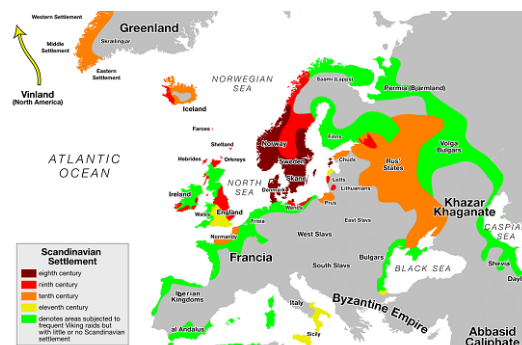 Western Settlement
Greenland
Skrælingar
Middle
Settlement
Eastern
Settlement
Vinland
(North America)
NORWEGIAN
SEA
Iceland
Saami (Lapps)
Permia (Bjarmland)
Faroes
Shetland
Orkneys
Hebrides
Norway
Sweden
Finns
Skåne
Chuds
Rus'
States
Volga
Bulgars
ATLANTIC
OCEAN
NORTH
SEA
Denmark
Letts
Lithuanians
Ireland
Wales
England
Wends
Prus
Frisia
Normandy
East Slavs
West Slavs
Khazar
Khaganate
CASPIAN
SEA
Francia
South Slavs
Bulgars
BLACK SEA
Iberian
Kingdoms
al Andalus
Italy
Sicily
Byzantine Empire
Abbasid
Caliphate
Scandinavian
Settlement
eighth century
ninth century
tenth century
eleventh century
denotes areas subjected to
frequent Viking raids but
with little or no Scandinavian
settlement